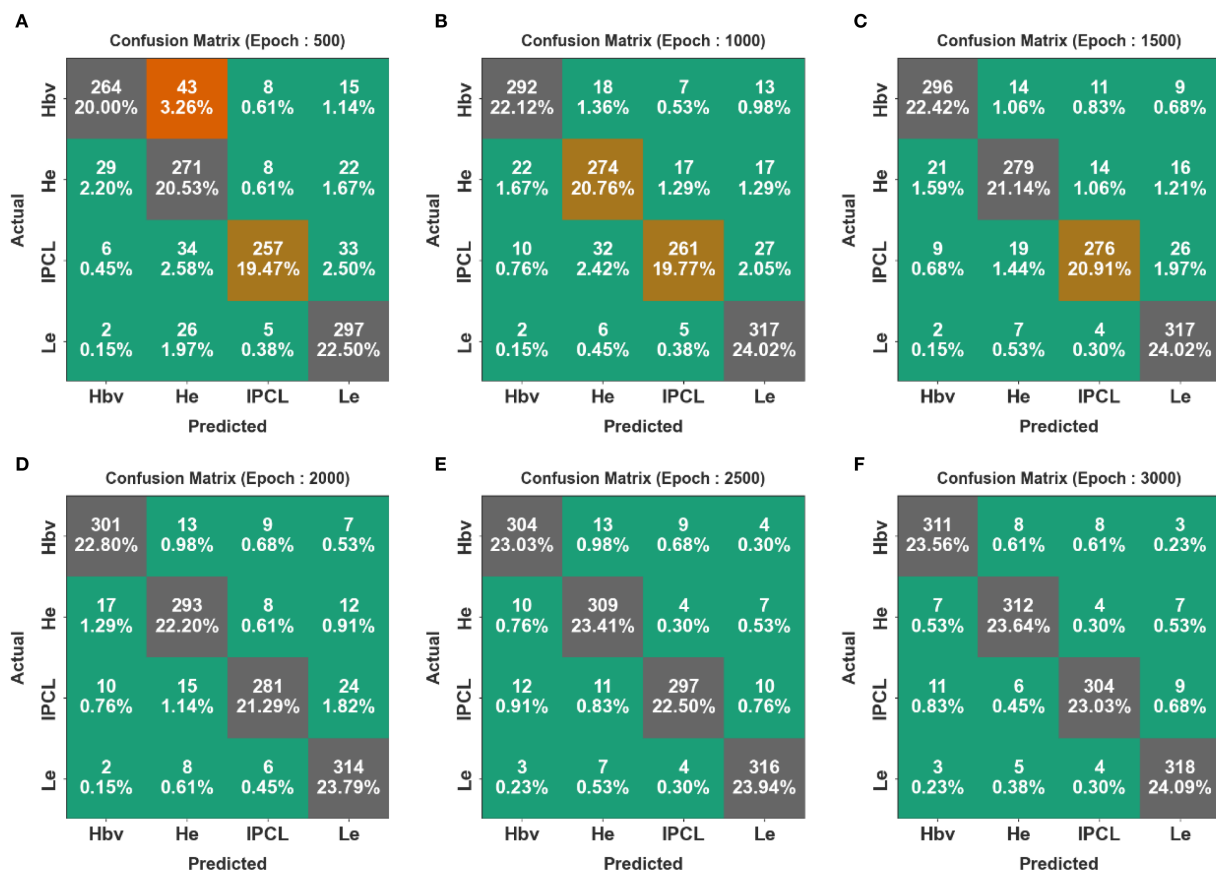 A
Confusion Matrix (Epoch : 500)
Actual
Hbv
264 43 8 15
20.00% 3.26% 0.61% 1.14%
He
29 271 8 22
2.20% 20.53% 0.61% 1.67%
IPCL
6 34 257 33
0.45% 2.58% 19.47% 2.50%
Le
2 26 5 297
0.15% 1.97% 0.38% 22.50%
Hbv He IPCL Le
Predicted
B
Confusion Matrix (Epoch : 1000)
Actual
Hbv
292 18 7 13
22.12% 1.36% 0.53% 0.98%
He
22 274 17 17
1.67% 20.76% 1.29% 1.29%
IPCL
10 32 261 27
0.76% 2.42% 19.77% 2.05%
Le
2 6 5 317
0.15% 0.45% 0.38% 24.02%
Hbv He IPCL Le
Predicted
C
Confusion Matrix (Epoch : 1500)
Actual
Hbv
296 14 11 9
22.42% 1.06% 0.83% 0.68%
He
21 279 14 16
1.59% 21.14% 1.06% 1.21%
IPCL
9 19 276 26
0.68% 1.44% 20.91% 1.97%
Le
2 7 4 317
0.15% 0.53% 0.30% 24.02%
Hbv He IPCL Le
Predicted
D
Confusion Matrix (Epoch : 2000)
Actual
Hbv
301 13 9 7
22.80% 0.98% 0.68% 0.53%
He
17 293 8 12
1.29% 22.20% 0.61% 0.91%
IPCL
10 15 281 24
0.76% 1.14% 21.29% 1.82%
Le
2 8 6 314
0.15% 0.61% 0.45% 23.79%
Hbv He IPCL Le
Predicted
E
Confusion Matrix (Epoch : 2500)
Actual
Hbv
304 13 9 4
23.03% 0.98% 0.68% 0.30%
He
10 309 4 7
0.76% 23.41% 0.30% 0.53%
IPCL
12 11 297 10
0.91% 0.83% 22.50% 0.76%
Le
3 7 4 316
0.23% 0.53% 0.30% 23.94%
Hbv He IPCL Le
Predicted
F
Confusion Matrix (Epoch : 3000)
Actual
Hbv
311 8 8 3
23.56% 0.61% 0.61% 0.23%
He
7 312 4 7
0.53% 23.64% 0.30% 0.53%
IPCL
11 6 304 9
0.83% 0.45% 23.03% 0.68%
Le
3 5 4 318
0.23% 0.38% 0.30% 24.09%
Hbv He IPCL Le
Predicted